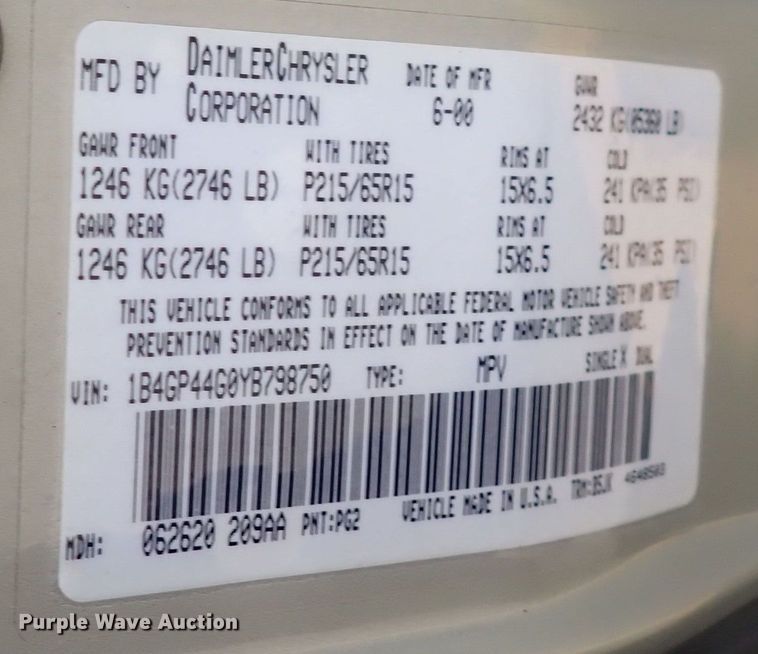 MFD BY DAIMLERCHRYSLER CORPORATION DATE OF MFR 6-00 GVWR 2432 KG(05360 LB)
GAWR FRONT WITH TIRES RIMS AT COLD
1246 KG(2746 LB) P215/65R15 15X6.5 241 KPA(35 PSI)
GAWR REAR WITH TIRES RIMS AT COLD
1246 KG(2746 LB) P215/65R15 15X6.5 241 KPA(35 PSI)
THIS VEHICLE CONFORMS TO ALL APPLICABLE FEDERAL MOTOR VEHICLE SAFETY AND THEFT
PREVENTION STANDARDS IN EFFECT ON THE DATE OF MANUFACTURE SHOWN ABOVE.
VIN: 1B4GP44G0YB798750 TYPE: MPV SINGLE X DUAL
MDH: 062620 209AA PNT:PG2 VEHICLE MADE IN U.S.A.
Purple Wave Auction